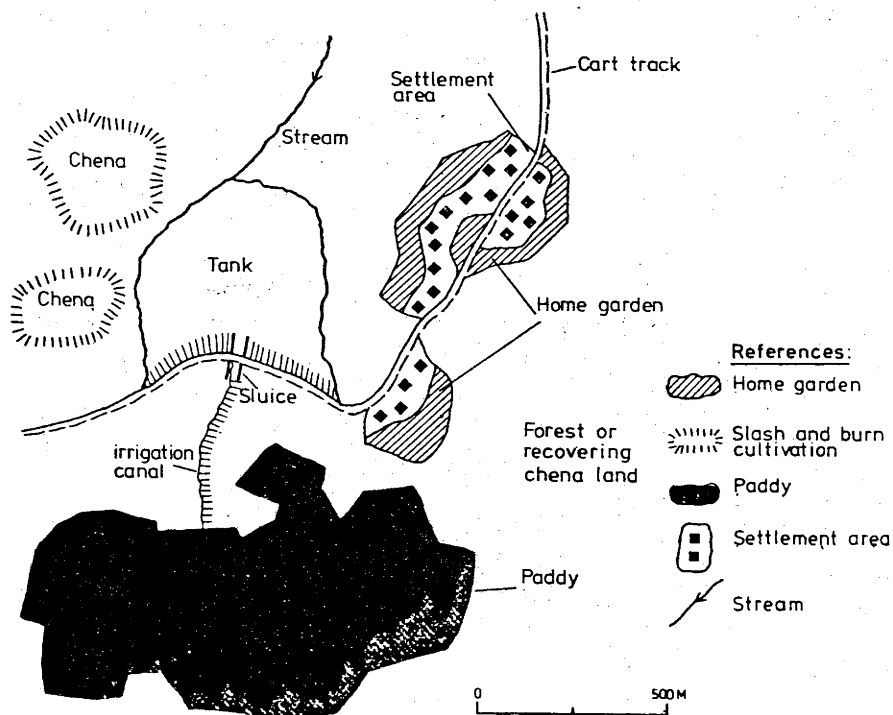 Cart track
Settlement
area
Stream
Chena
Tank
Chena
Home garden
Sluice
irrigation
canal
Forest or
recovering
chena land
Paddy
References:
Home garden
Slash and burn
cultivation
Paddy
Settlement area
Stream
0 500 M